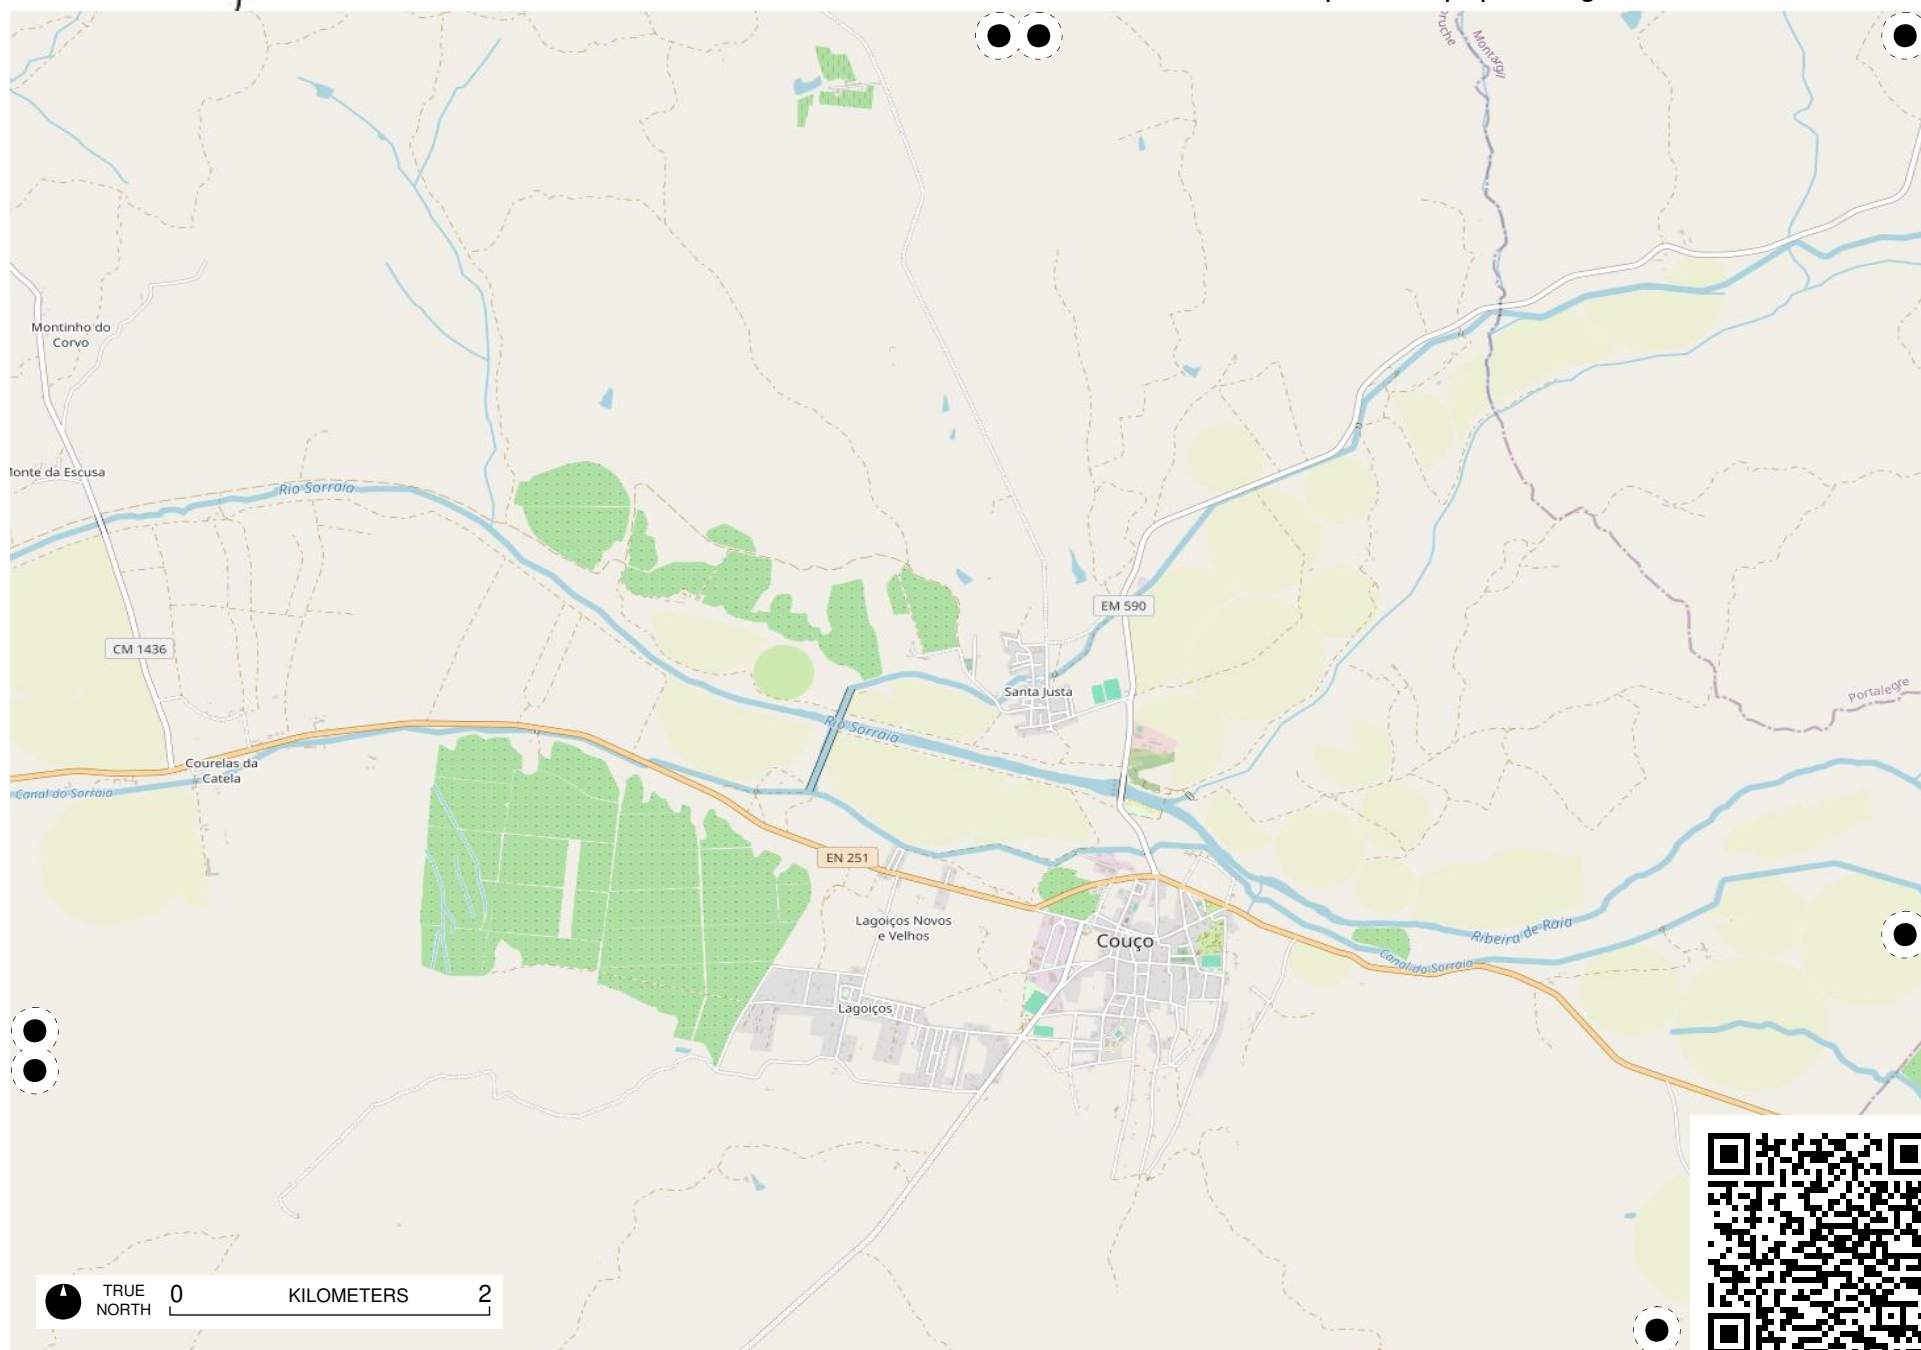 Montargil
Montinho do
Corvo
Monte da Escusa
Rio Sorraia
EM 590
CM 1436
Santa Justa
Portalegre
Rio Sorraia
Courelas da
Catela
Canal do Sorraia
EN 251
Lagoiços Novos
e Velhos
Couço
Ribeira de Raia
Canal do Sorraia
Lagoiços
TRUE
NORTH
0 KILOMETERS 2